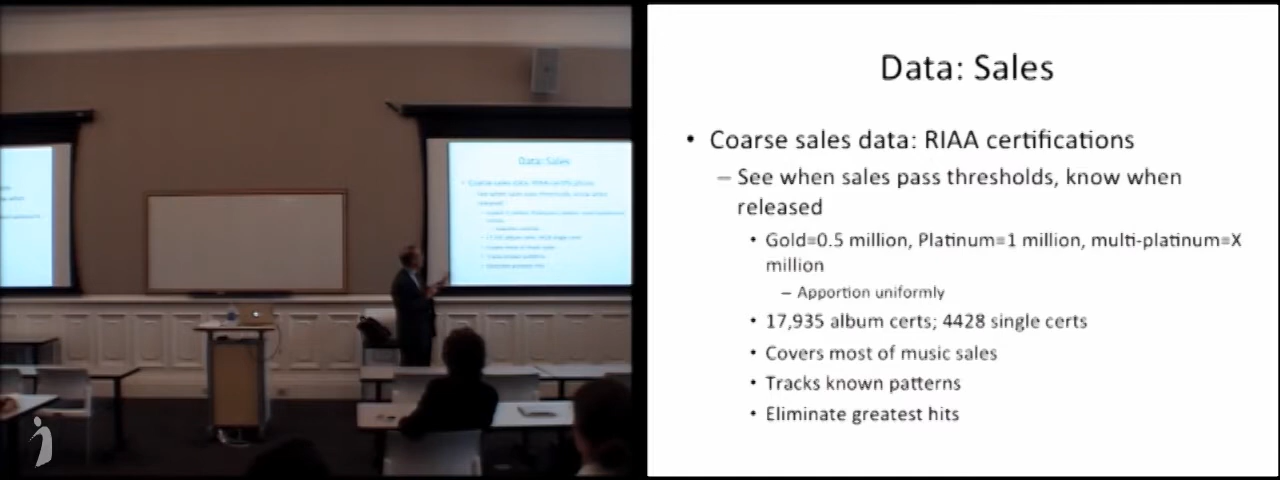 Data: Sales
• Coarse sales data: RIAA certifications
– See when sales pass thresholds, know when
released
• Gold=0.5 million, Platinum=1 million, multi-platinum=X
million
– Apportion uniformly
• 17,935 album certs; 4428 single certs
• Covers most of music sales
• Tracks known patterns
• Eliminate greatest hits
Data: Sales